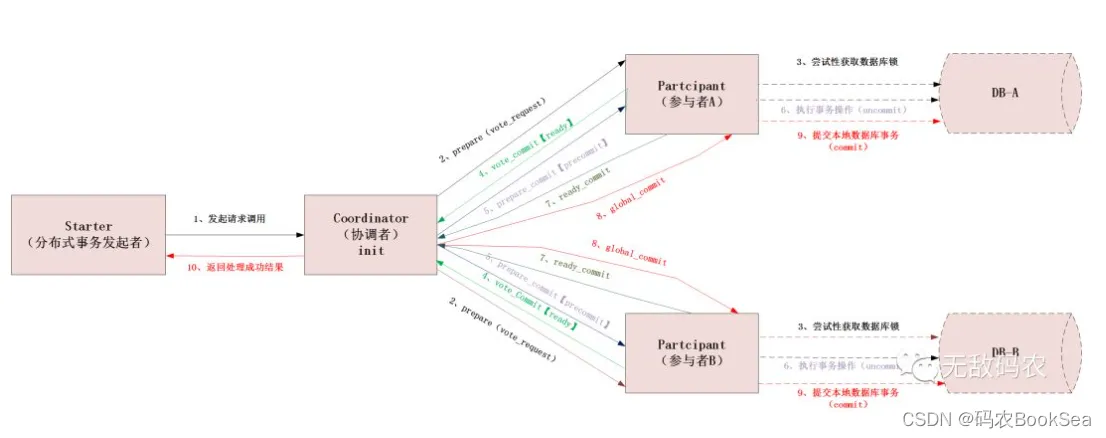 Starter
（分布式事务发起者）
1、发起请求调用
10、返回处理成功结果
Coordinator
（协调者）
init
2、prepare（vote_request）
4、vote_commit【ready】
5、prepare_commit【precommit】
7、ready_commit
8、global_commit
Partcipant
（参与者A）
3、尝试性获取数据库锁
6、执行事务操作（uncommit）
9、提交本地数据库事务
（commit）
DB-A
8、global_commit
7、ready_commit
5、prepare_commit【precommit】
4、vote_Commit【ready】
2、prepare（vote_request）
Partcipant
（参与者B）
3、尝试性获取数据库锁
6、执行事务操作（uncommit）
9、提交本地数据库事务
（commit）
DB-B
无敌码农
CSDN @码农BookSea